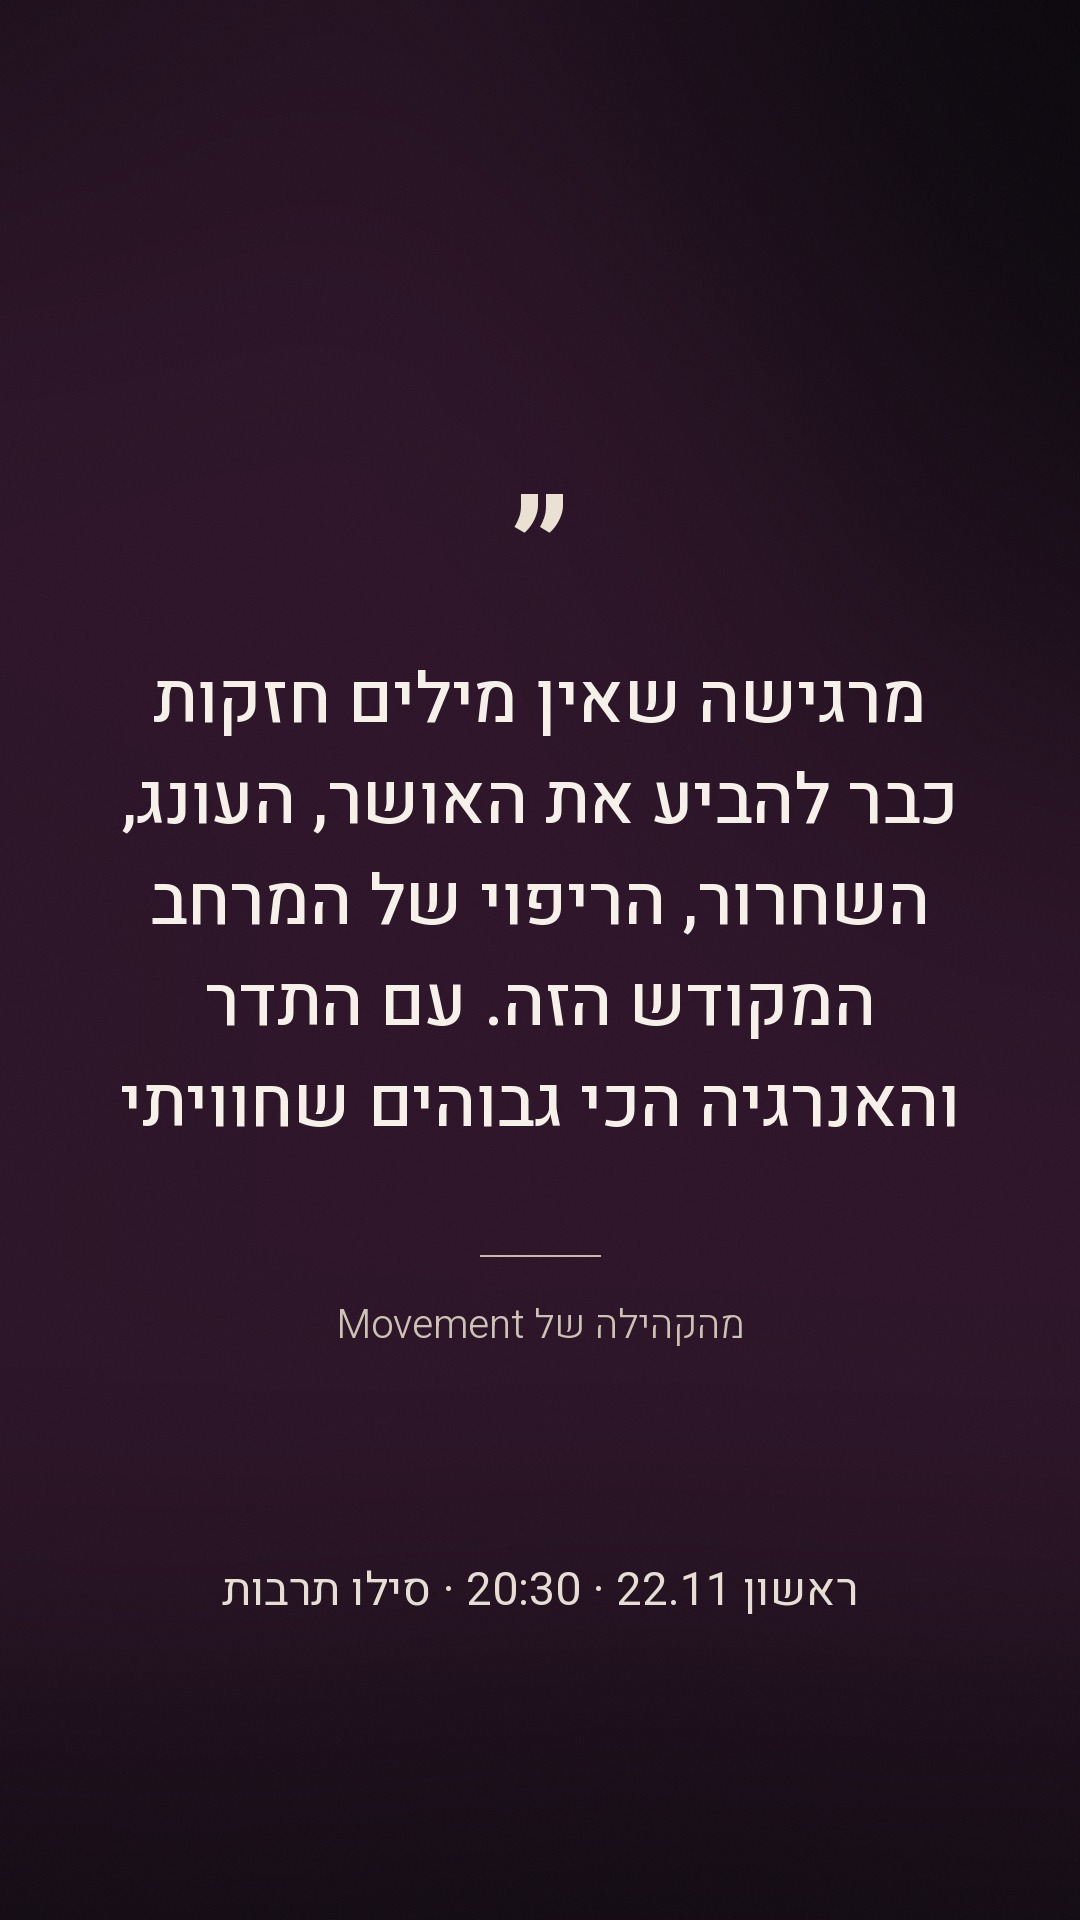 ”
מרגישה שאין מילים חזקות
כבר להביע את האושר, העונג,
השחרור, הריפוי של המרחב
המקודש הזה. עם התדר
והאנרגיה הכי גבוהים שחוויתי
מהקהילה של Movement
ראשון 22.11 · 20:30 · סילו תרבות